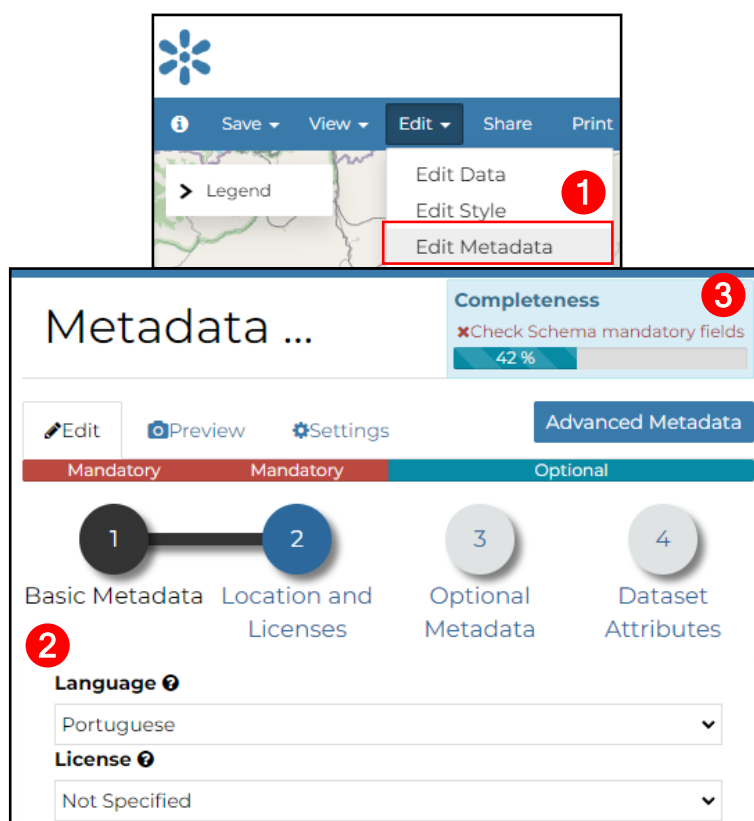 Save View Edit Share Print
Legend
Edit Data
1
Edit Style
Edit Metadata
Completeness
3
Metadata ...
Check Schema mandatory fields
42 %
Edit Preview Settings Advanced Metadata
Mandatory Mandatory Optional
1 2 3 4
Basic Metadata Location and Licenses Optional Metadata Dataset Attributes
2
Language
Portuguese
License
Not Specified